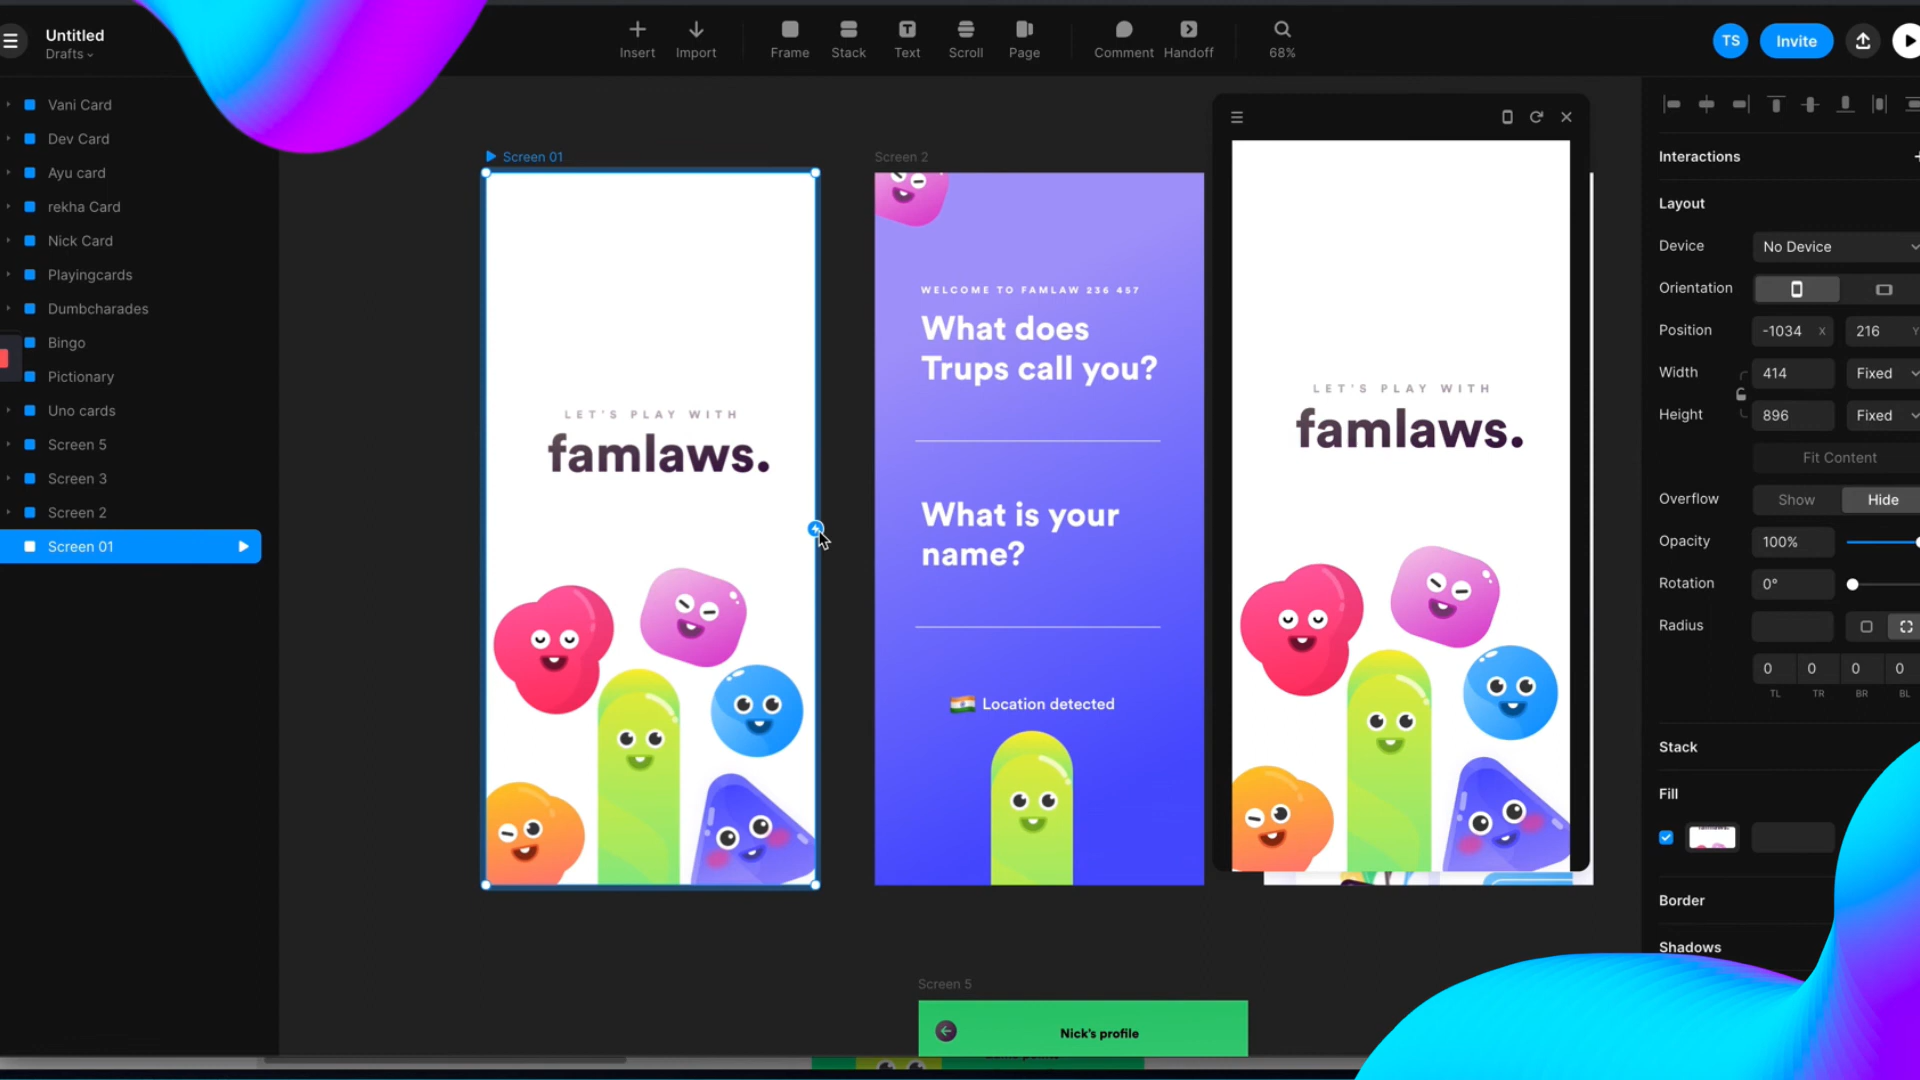 Untitled
Drafts
Insert
Import
Frame
Stack
Text
Scroll
Page
Comment
Handoff
68%
TS
Invite
Vani Card
Dev Card
Ayu card
rekha Card
Nick Card
Playingcards
Dumbcharades
Bingo
Pictionary
Uno cards
Screen 5
Screen 3
Screen 2
Screen 01
Screen 01
LET'S PLAY WITH
famlaws.
Screen 2
WELCOME TO FAMLAW 236 457
What does
Trups call you?
What is your
name?
Location detected
LET'S PLAY WITH
famlaws.
Screen 5
Nick's profile
Interactions
Layout
Device
No Device
Orientation
Position
-1034 X
216 Y
Width
414
Fixed
Height
896
Fixed
Fit Content
Overflow
Show
Hide
Opacity
100%
Rotation
0°
Radius
0 0 0 0
TL TR BR BL
Stack
Fill
Border
Shadows